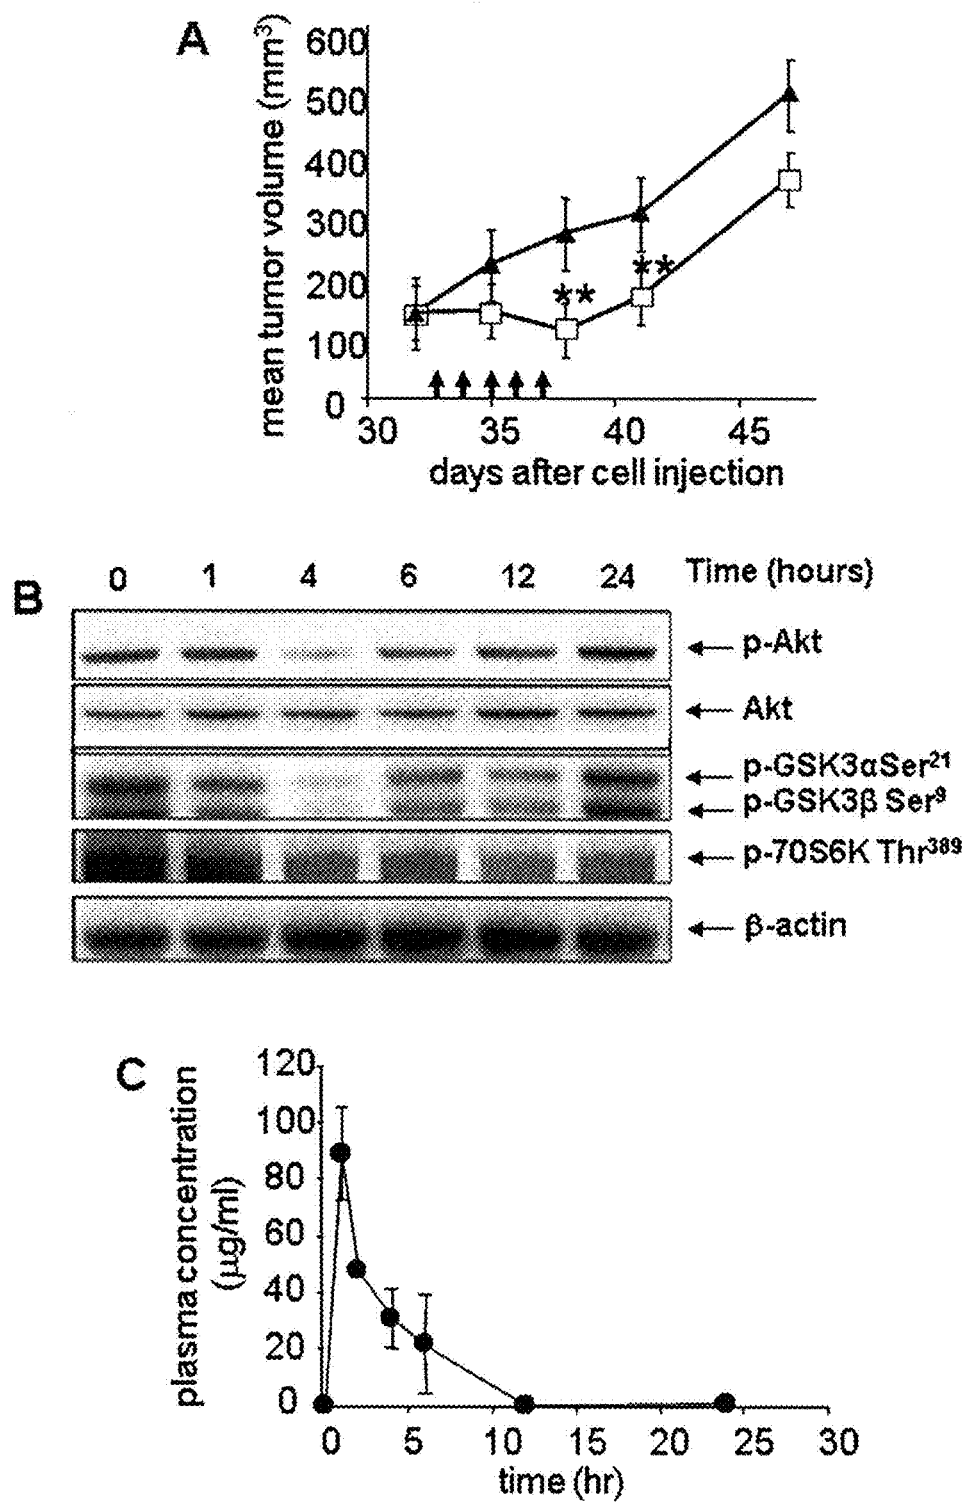 A
mean tumor volume (mm³)
600
500
400
300
200
100
0
**
**
30 35 40 45
days after cell injection
B
0 1 4 6 12 24 Time (hours)
p-Akt
Akt
p-GSK3αSer²¹
p-GSK3β Ser⁹
p-70S6K Thr³⁸⁹
β-actin
C
plasma concentration
(µg/ml)
120
100
80
60
40
20
0
0 5 10 15 20 25 30
time (hr)